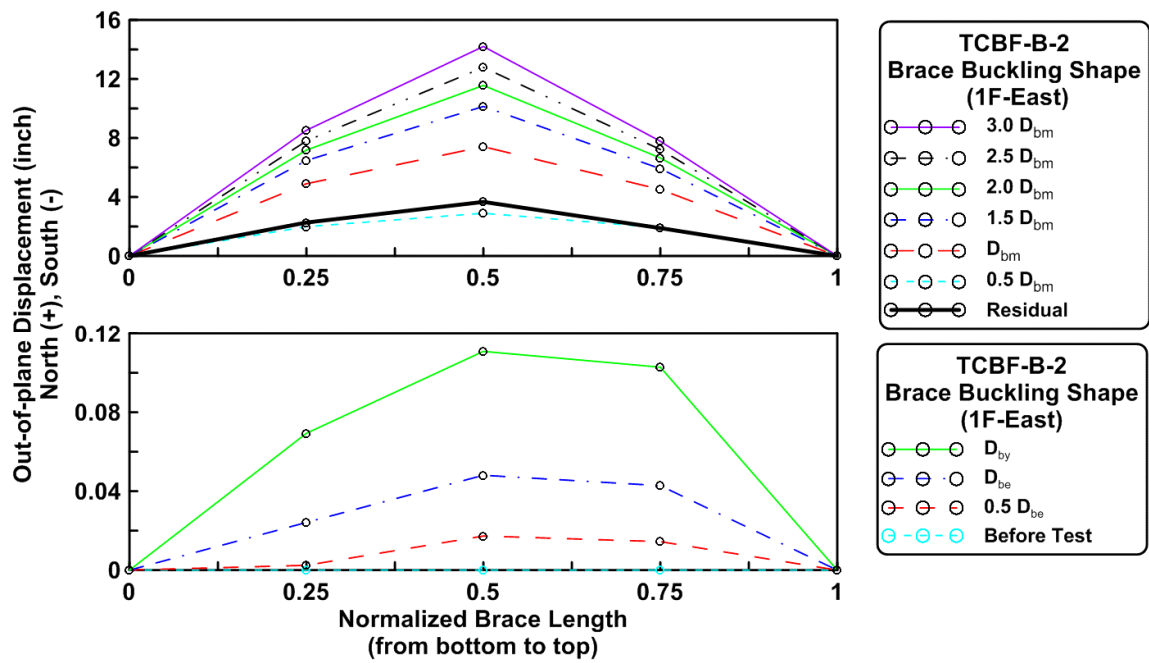 Out-of-plane Displacement (inch)
North (+), South (-)
16
12
8
4
0
0
0.25
0.5
0.75
1
TCBF-B-2
Brace Buckling Shape
(1F-East)
3.0 Dbm
2.5 Dbm
2.0 Dbm
1.5 Dbm
Dbm
0.5 Dbm
Residual
0.12
0.08
0.04
0
0
0.25
0.5
0.75
1
Normalized Brace Length
(from bottom to top)
TCBF-B-2
Brace Buckling Shape
(1F-East)
Dby
Dbe
0.5 Dbe
Before Test